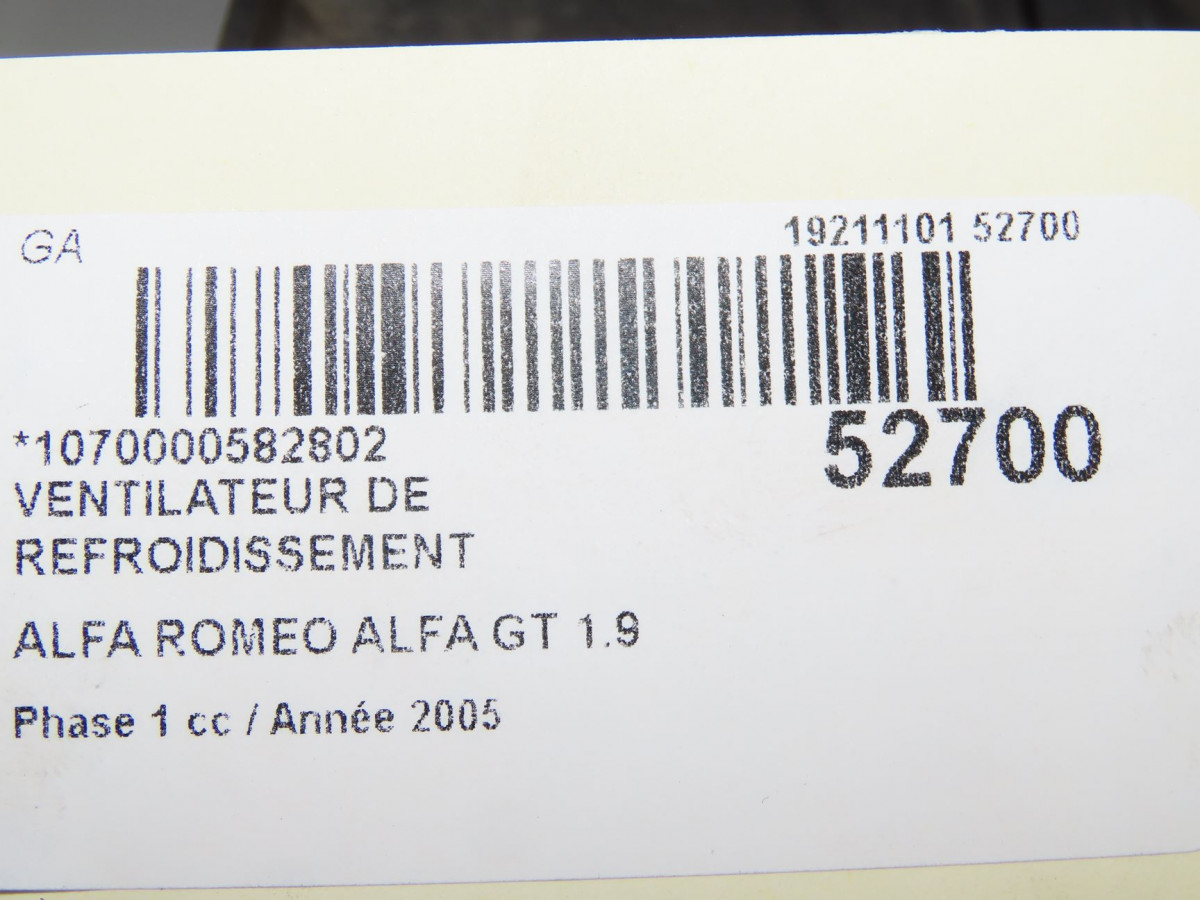 GA
19211101 52700
*1070000582802
52700
VENTILATEUR DE
REFROIDISSEMENT
ALFA ROMEO ALFA GT 1.9
Phase 1 cc / Année 2005